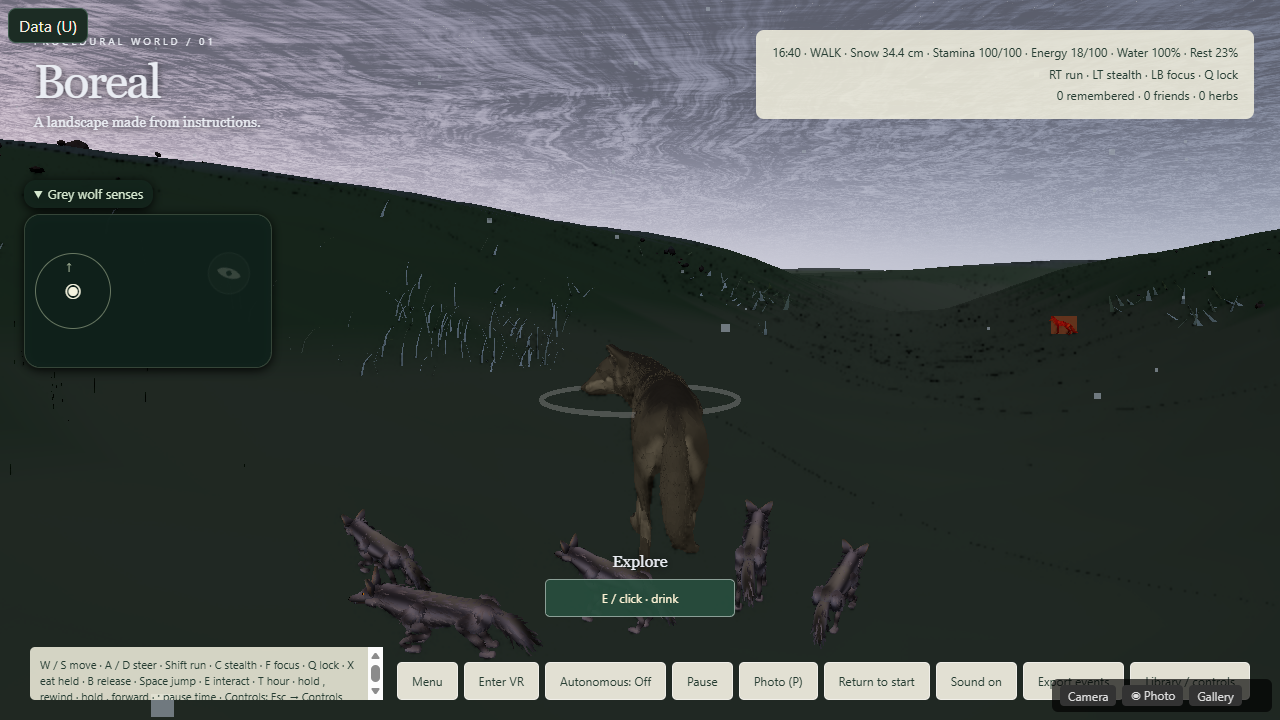 Data (U)
PROCEDURAL WORLD / 01
Boreal
A landscape made from instructions.
16:40 · WALK · Snow 34.4 cm · Stamina 100/100 · Energy 18/100 · Water 100% · Rest 23%
RT run · LT stealth · LB focus · Q lock
0 remembered · 0 friends · 0 herbs
▼ Grey wolf senses
↑
Explore
E / click · drink
W / S move · A / D steer · Shift run · C stealth · F focus · Q lock · X
eat held · B release · Space jump · E interact · T hour · hold ,
rewind · hold . forward · pause time · Controls: Esc → Controls
Menu
Enter VR
Autonomous: Off
Pause
Photo (P)
Return to start
Sound on
Export events
Library / controls
Camera
◉ Photo
Gallery